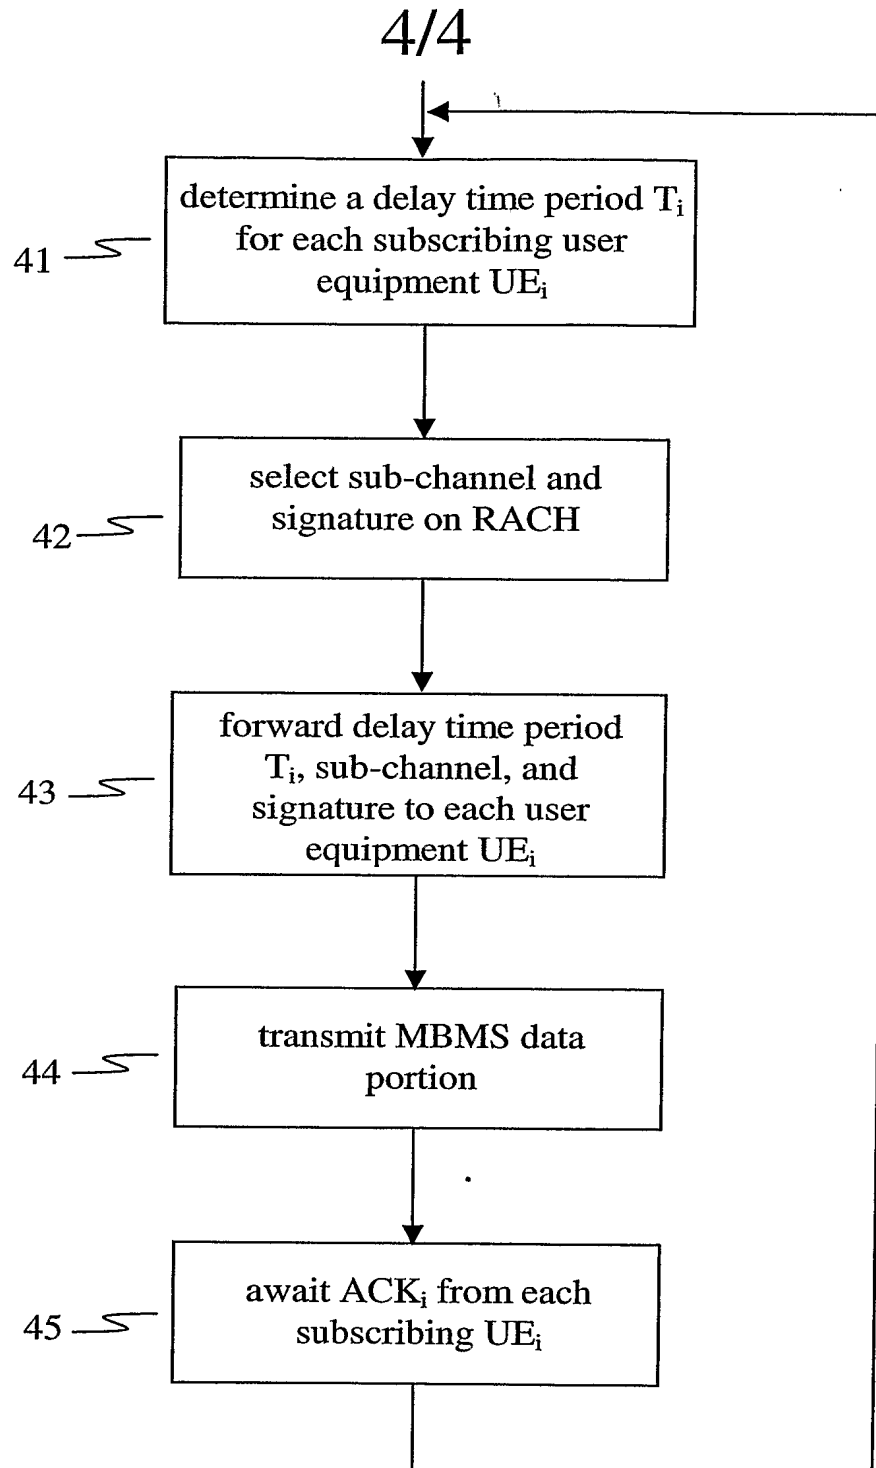 4/4
determine a delay time period Ti
for each subscribing user
equipment UEi
41
select sub-channel and
signature on RACH
42
forward delay time period
Ti, sub-channel, and
signature to each user
equipment UEi
43
transmit MBMS data
portion
44
await ACKi from each
subscribing UEi
45